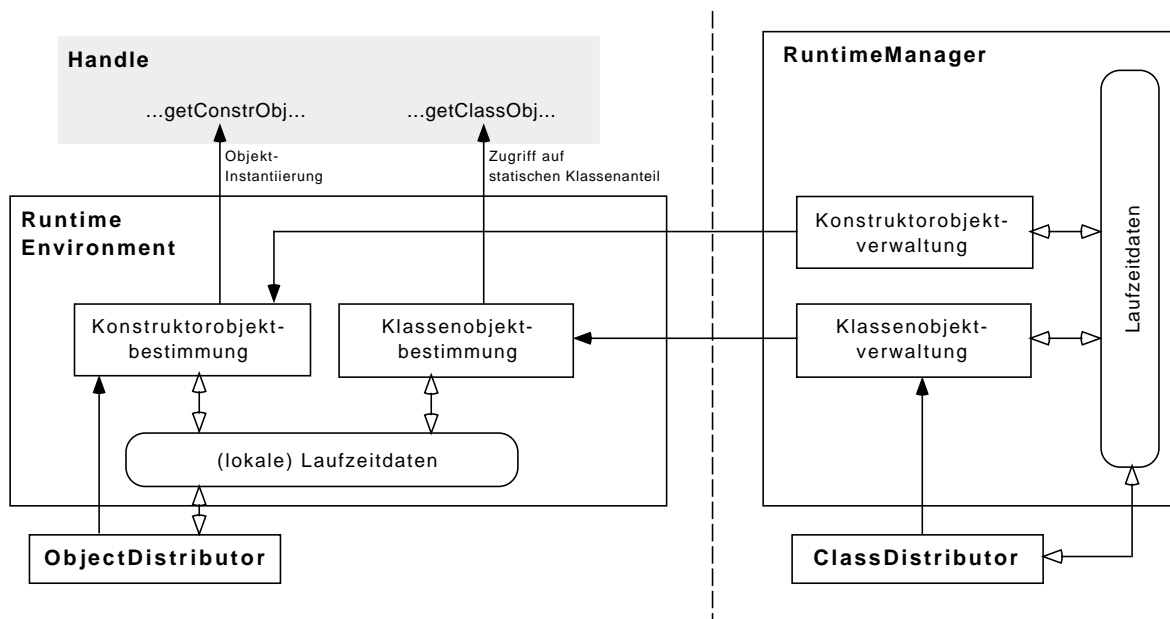 Handle
...getConstrObj...
...getClassObj...
Objekt-
Instantiierung
Zugriff auf
statischen Klassenanteil
Runtime
Environment
Konstruktorobjekt-
bestimmung
Klassenobjekt-
bestimmung
(lokale) Laufzeitdaten
ObjectDistributor
RuntimeManager
Konstruktorobjekt-
verwaltung
Klassenobjekt-
verwaltung
Laufzeitdaten
ClassDistributor